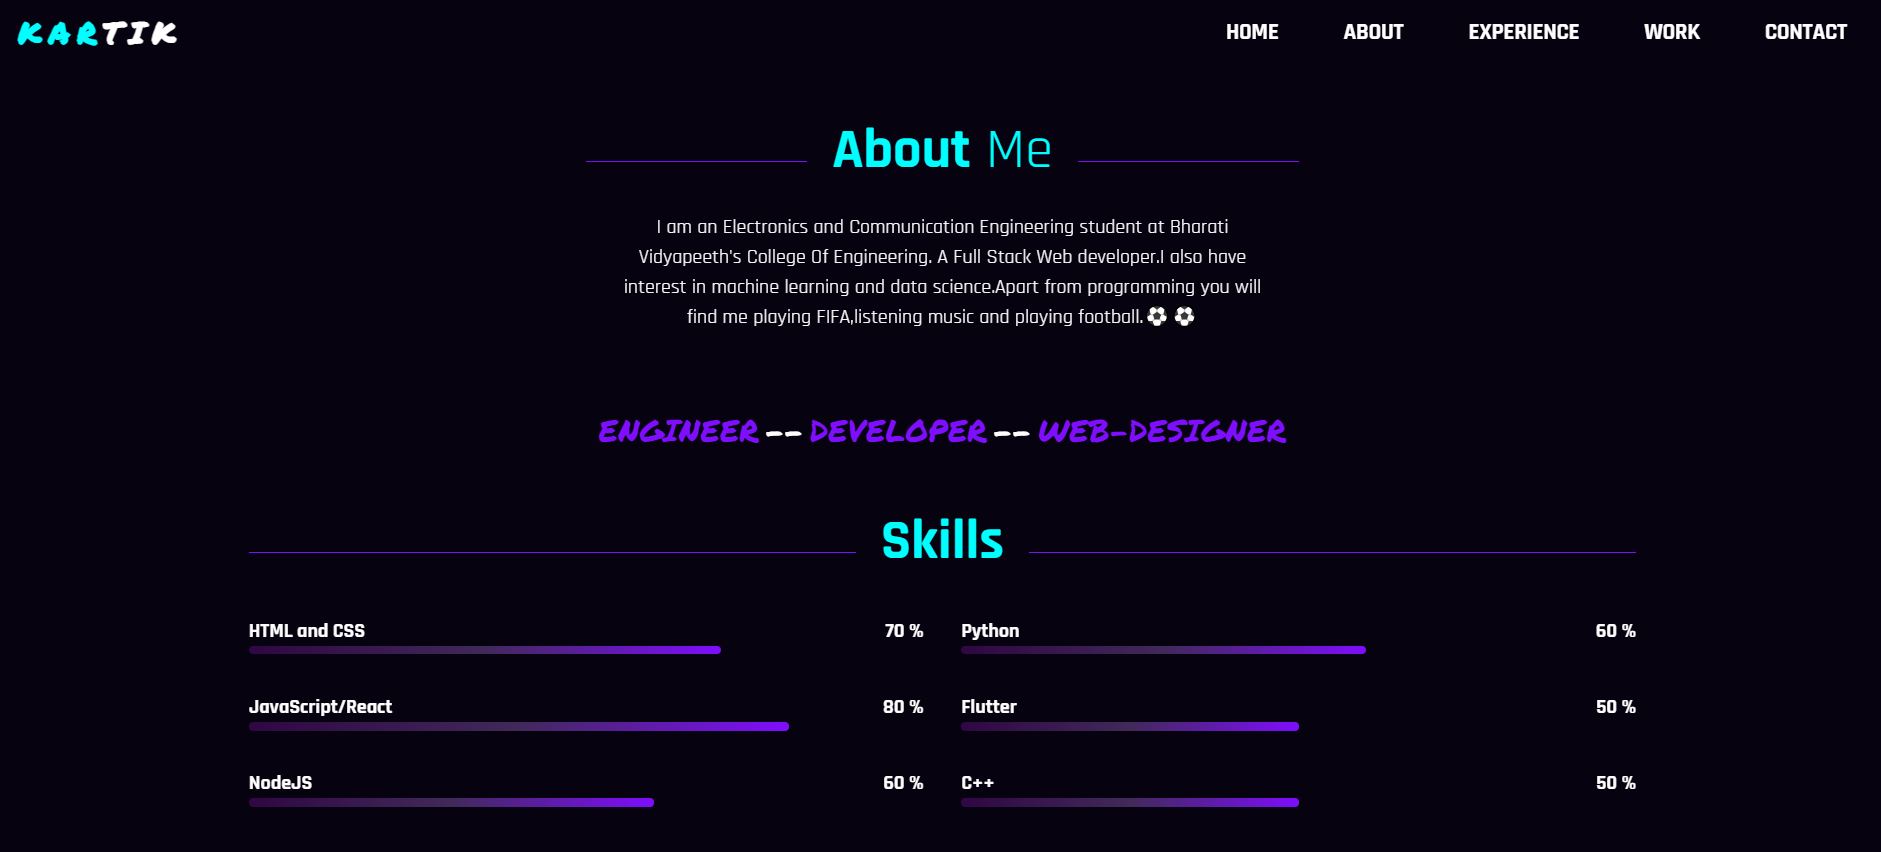 KARTIK
HOME ABOUT EXPERIENCE WORK CONTACT
About Me
I am an Electronics and Communication Engineering student at Bharati
Vidyapeeth's College Of Engineering. A Full Stack Web developer.I also have
interest in machine learning and data science.Apart from programming you will
find me playing FIFA,listening music and playing football.⚽ ⚽
ENGINEER -- DEVELOPER -- WEB-DESIGNER
Skills
HTML and CSS 70 %
Python 60 %
JavaScript/React 80 %
Flutter 50 %
NodeJS 60 %
C++ 50 %